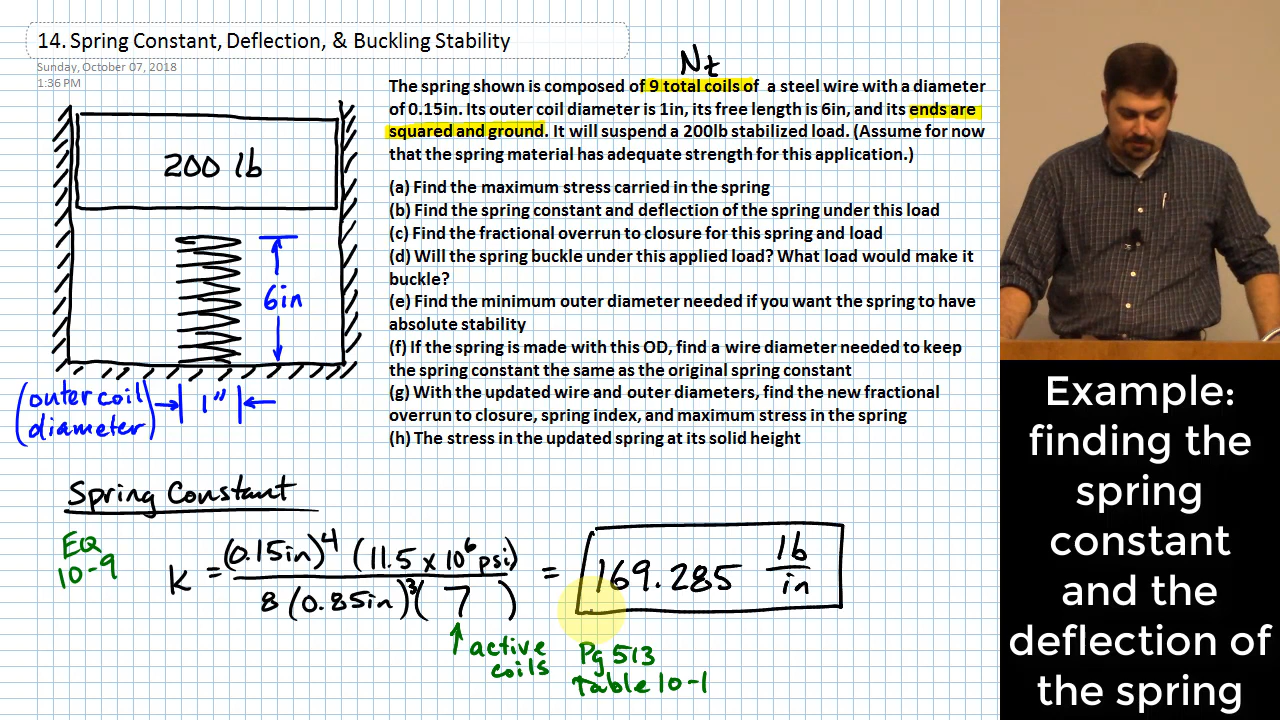 14. Spring Constant, Deflection, & Buckling Stability
Sunday, October 07, 2018
1:36 PM
Nt
The spring shown is composed of 9 total coils of a steel wire with a diameter
of 0.15in. Its outer coil diameter is 1in, its free length is 6in, and its ends are
squared and ground. It will suspend a 200lb stabilized load. (Assume for now
that the spring material has adequate strength for this application.)
(a) Find the maximum stress carried in the spring
(b) Find the spring constant and deflection of the spring under this load
(c) Find the fractional overrun to closure for this spring and load
(d) Will the spring buckle under this applied load? What load would make it
buckle?
(e) Find the minimum outer diameter needed if you want the spring to have
absolute stability
(f) If the spring is made with this OD, find a wire diameter needed to keep
the spring constant the same as the original spring constant
(g) With the updated wire and outer diameters, find the new fractional
overrun to closure, spring index, and maximum stress in the spring
(h) The stress in the updated spring at its solid height
200 lb
6in
(outer coil
diameter)
1"
Spring Constant
EQ
10-9
k = (0.15in)^4 (11.5 x 10^6 psi) / 8 (0.85in)^3 ( 7 ) = 169.285 lb/in
active
coils
Pg 513
Table 10-1
Example:
finding the
spring
constant
and the
deflection of
the spring